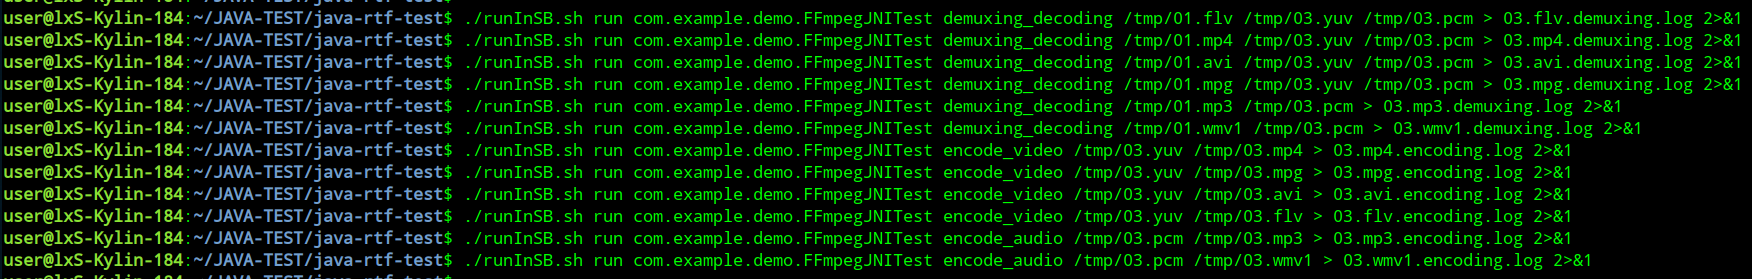 user@lxS-Kylin-184:~/JAVA-TEST/java-rtf-test$ ./runInSB.sh run com.example.demo.FFmpegJNITest demuxing_decoding /tmp/01.flv /tmp/03.yuv /tmp/03.pcm > 03.flv.demuxing.log 2>&1
user@lxS-Kylin-184:~/JAVA-TEST/java-rtf-test$ ./runInSB.sh run com.example.demo.FFmpegJNITest demuxing_decoding /tmp/01.mp4 /tmp/03.yuv /tmp/03.pcm > 03.mp4.demuxing.log 2>&1
user@lxS-Kylin-184:~/JAVA-TEST/java-rtf-test$ ./runInSB.sh run com.example.demo.FFmpegJNITest demuxing_decoding /tmp/01.avi /tmp/03.yuv /tmp/03.pcm > 03.avi.demuxing.log 2>&1
user@lxS-Kylin-184:~/JAVA-TEST/java-rtf-test$ ./runInSB.sh run com.example.demo.FFmpegJNITest demuxing_decoding /tmp/01.mpg /tmp/03.yuv /tmp/03.pcm > 03.mpg.demuxing.log 2>&1
user@lxS-Kylin-184:~/JAVA-TEST/java-rtf-test$ ./runInSB.sh run com.example.demo.FFmpegJNITest demuxing_decoding /tmp/01.mp3 /tmp/03.pcm > 03.mp3.demuxing.log 2>&1
user@lxS-Kylin-184:~/JAVA-TEST/java-rtf-test$ ./runInSB.sh run com.example.demo.FFmpegJNITest demuxing_decoding /tmp/01.wmv1 /tmp/03.pcm > 03.wmv1.demuxing.log 2>&1
user@lxS-Kylin-184:~/JAVA-TEST/java-rtf-test$ ./runInSB.sh run com.example.demo.FFmpegJNITest encode_video /tmp/03.yuv /tmp/03.mp4 > 03.mp4.encoding.log 2>&1
user@lxS-Kylin-184:~/JAVA-TEST/java-rtf-test$ ./runInSB.sh run com.example.demo.FFmpegJNITest encode_video /tmp/03.yuv /tmp/03.mpg > 03.mpg.encoding.log 2>&1
user@lxS-Kylin-184:~/JAVA-TEST/java-rtf-test$ ./runInSB.sh run com.example.demo.FFmpegJNITest encode_video /tmp/03.yuv /tmp/03.avi > 03.avi.encoding.log 2>&1
user@lxS-Kylin-184:~/JAVA-TEST/java-rtf-test$ ./runInSB.sh run com.example.demo.FFmpegJNITest encode_video /tmp/03.yuv /tmp/03.flv > 03.flv.encoding.log 2>&1
user@lxS-Kylin-184:~/JAVA-TEST/java-rtf-test$ ./runInSB.sh run com.example.demo.FFmpegJNITest encode_audio /tmp/03.pcm /tmp/03.mp3 > 03.mp3.encoding.log 2>&1
user@lxS-Kylin-184:~/JAVA-TEST/java-rtf-test$ ./runInSB.sh run com.example.demo.FFmpegJNITest encode_audio /tmp/03.pcm /tmp/03.wmv1 > 03.wmv1.encoding.log 2>&1